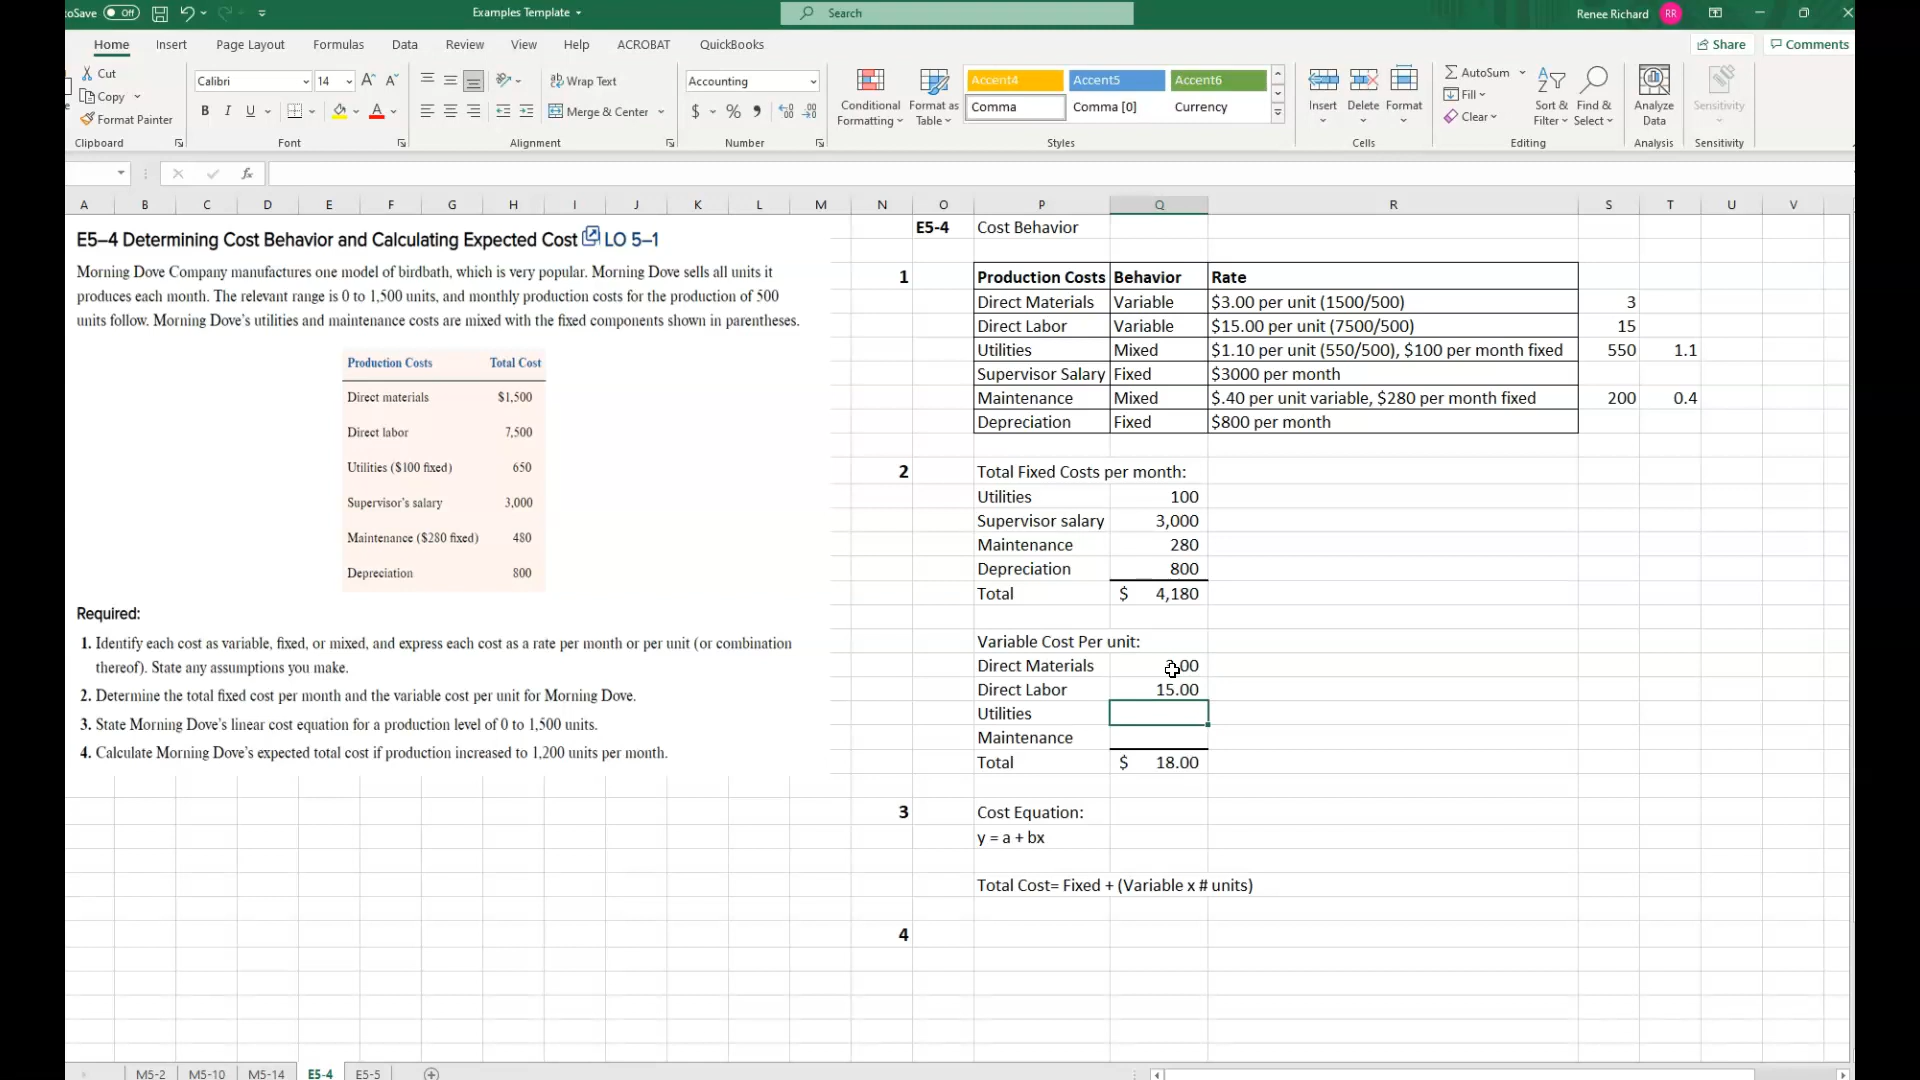 toSave Off Examples Template Search Renee Richard RR
Home Insert Page Layout Formulas Data Review View Help ACROBAT QuickBooks Share Comments
Cut
Copy
Format Painter
Clipboard
Calibri 14
B I U
Font
Wrap Text
Merge & Center
Alignment
Accounting
$ %
Number
Conditional Formatting
Format as Table
Accent4 Accent5 Accent6
Comma Comma [0] Currency
Styles
Insert Delete Format
Cells
AutoSum
Fill
Clear
Sort & Filter
Find & Select
Editing
Analyze Data
Analysis
Sensitivity
Sensitivity
fx
A B C D E F G H I J K L M N O P Q R S T U V
E5–4 Determining Cost Behavior and Calculating Expected Cost LO 5–1
Morning Dove Company manufactures one model of birdbath, which is very popular. Morning Dove sells all units it
produces each month. The relevant range is 0 to 1,500 units, and monthly production costs for the production of 500
units follow. Morning Dove's utilities and maintenance costs are mixed with the fixed components shown in parentheses.
Production Costs Total Cost
Direct materials $1,500
Direct labor 7,500
Utilities ($100 fixed) 650
Supervisor's salary 3,000
Maintenance ($280 fixed) 480
Depreciation 800
Required:
1. Identify each cost as variable, fixed, or mixed, and express each cost as a rate per month or per unit (or combination
thereof). State any assumptions you make.
2. Determine the total fixed cost per month and the variable cost per unit for Morning Dove.
3. State Morning Dove's linear cost equation for a production level of 0 to 1,500 units.
4. Calculate Morning Dove's expected total cost if production increased to 1,200 units per month.
E5-4 Cost Behavior
1 Production Costs Behavior Rate
Direct Materials Variable $3.00 per unit (1500/500) 3
Direct Labor Variable $15.00 per unit (7500/500) 15
Utilities Mixed $1.10 per unit (550/500), $100 per month fixed 550 1.1
Supervisor Salary Fixed $3000 per month
Maintenance Mixed $.40 per unit variable, $280 per month fixed 200 0.4
Depreciation Fixed $800 per month
2 Total Fixed Costs per month:
Utilities 100
Supervisor salary 3,000
Maintenance 280
Depreciation 800
Total $ 4,180
Variable Cost Per unit:
Direct Materials
Direct Labor 15.00
Utilities
Maintenance
Total $ 18.00
3 Cost Equation:
y = a + bx
Total Cost= Fixed + (Variable x # units)
4
M5-2 M5-10 M5-14 E5-4 E5-5